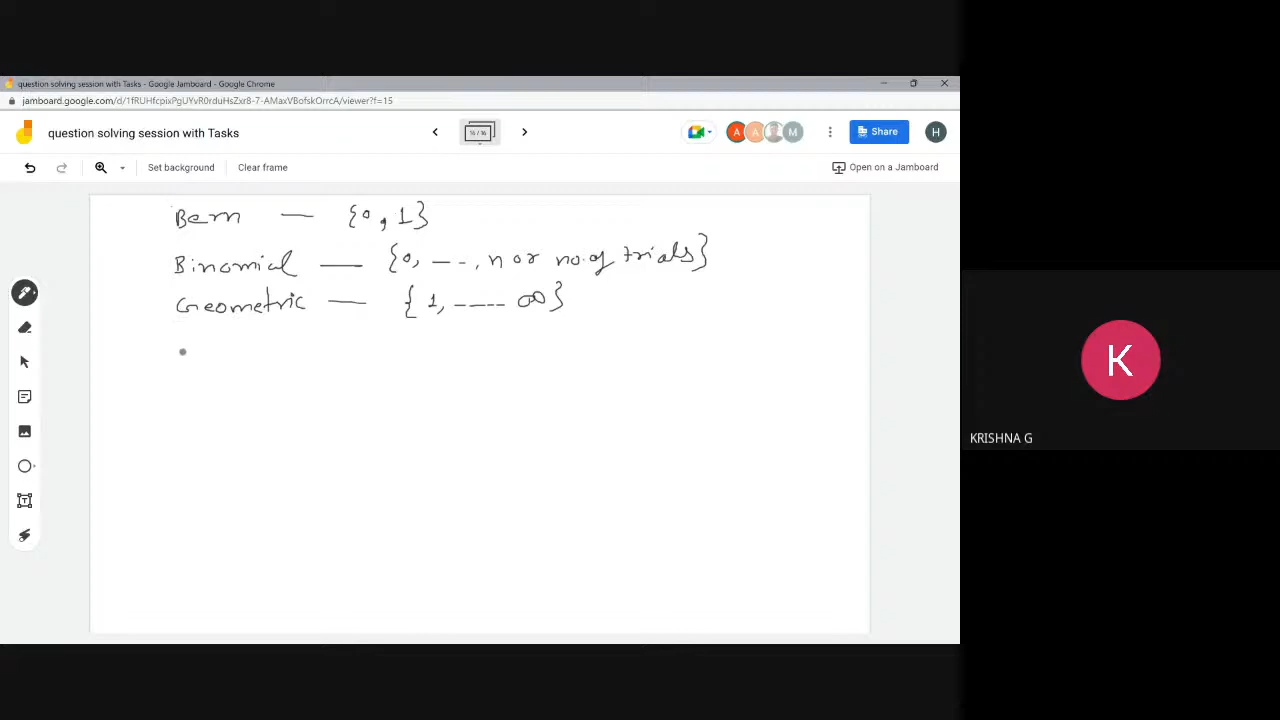 question solving session with Tasks - Google Jamboard - Google Chrome
jamboard.google.com/d/1fRUHfcpixPgUYvR0rduHsZxr8-7-AMaxVBofskOrrcA/viewer?f=15
question solving session with Tasks
A A M
Share
H
Set background
Clear frame
Open on a Jamboard
Bern — {0, 1}
Binomial — {0, ---, n or no. of trials}
Geometric — {1, ---- ∞}
K
KRISHNA G